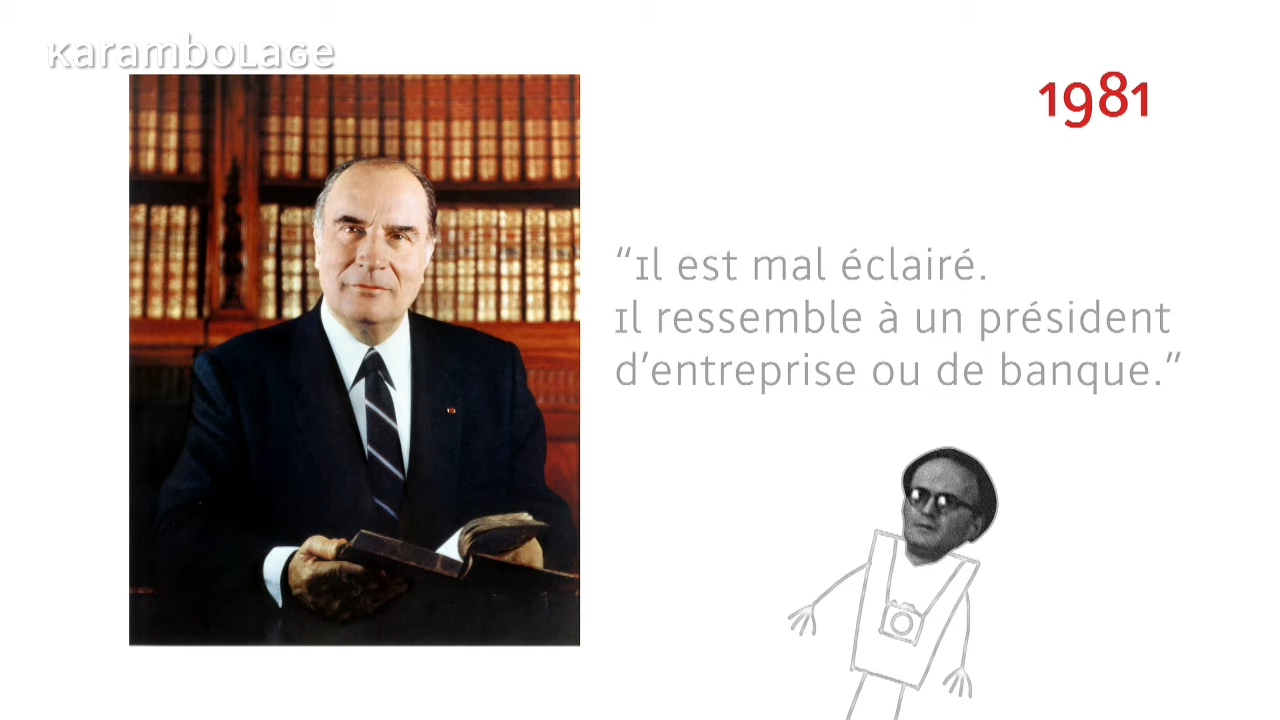 Karambolage
1981
“Il est mal éclairé.
Il ressemble à un président
d’entreprise ou de banque.”